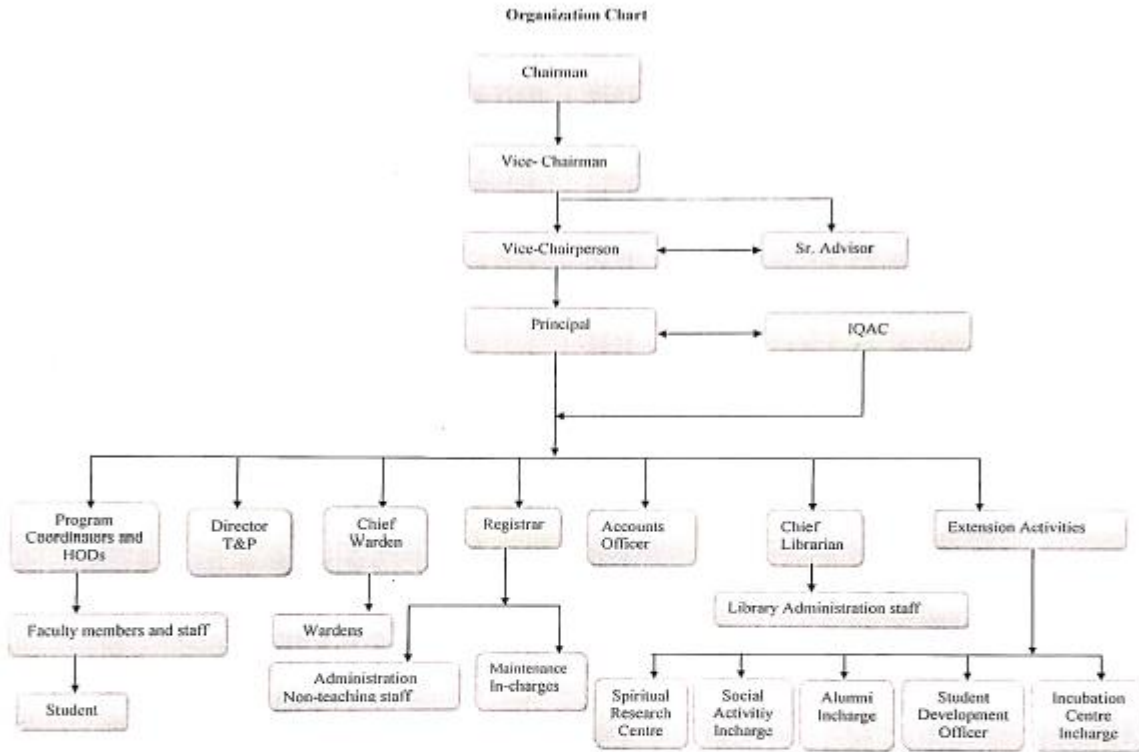 Organization Chart
Chairman
Vice- Chairman
Vice-Chairperson
Sr. Advisor
Principal
IQAC
Program
Coordinators and
HODs
Director
T&P
Chief
Warden
Registrar
Accounts
Officer
Chief
Librarian
Extension Activities
Faculty members and staff
Wardens
Library Administration staff
Administration
Non-teaching staff
Maintenance
In-charges
Student
Spiritual
Research
Centre
Social
Activitiy
Incharge
Alumni
Incharge
Student
Development
Officer
Incubation
Centre
Incharge